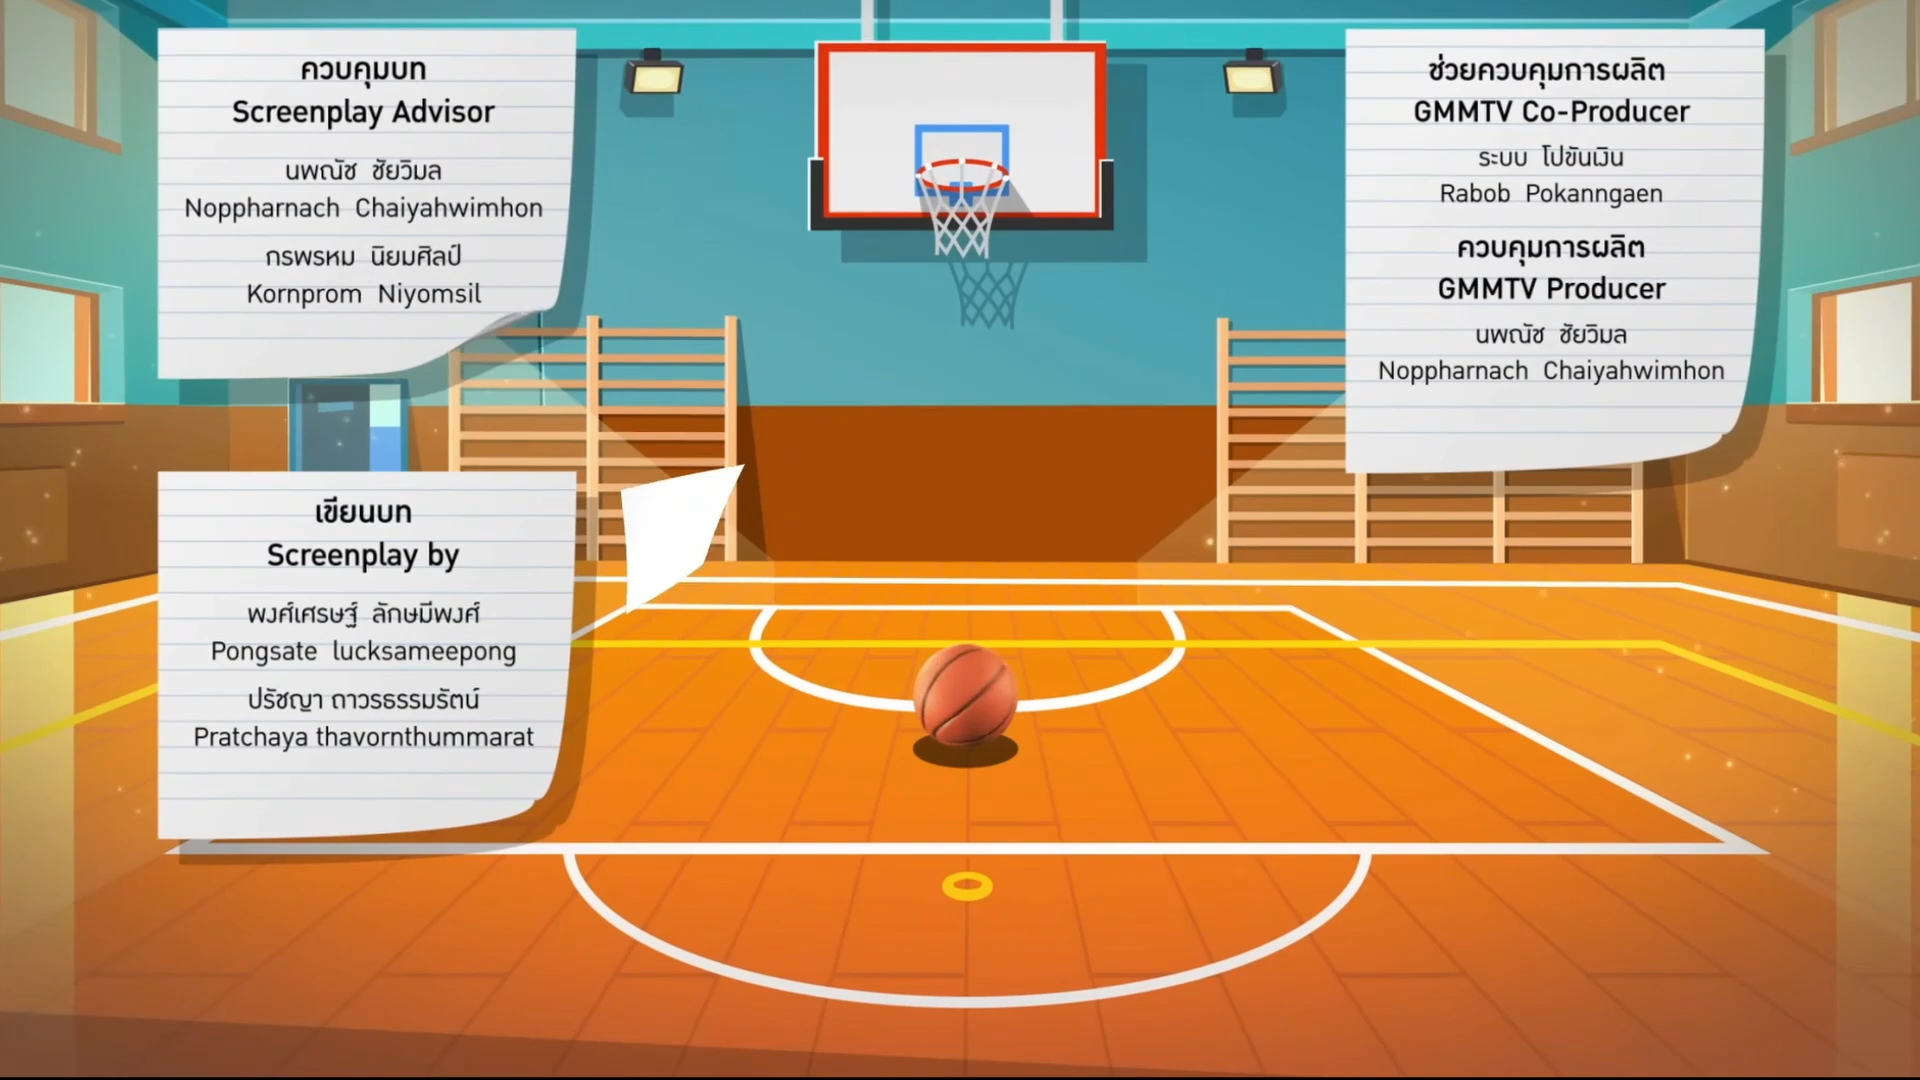 ควบคุมบท
Screenplay Advisor
นพณัช ชัยวิมล
Noppharnach Chaiyahwimhon
กรพรหม นิยมศิลป์
Kornprom Niyomsil
เขียนบท
Screenplay by
พงศ์เศรษฐ์ ลักษมีพงศ์
Pongsate lucksameepong
ปรัชญา ถาวรธรรมรัตน์
Pratchaya thavornthummarat
ช่วยควบคุมการผลิต
GMMTV Co-Producer
ระบบ โปขันเงิน
Rabob Pokanngaen
ควบคุมการผลิต
GMMTV Producer
นพณัช ชัยวิมล
Noppharnach Chaiyahwimhon